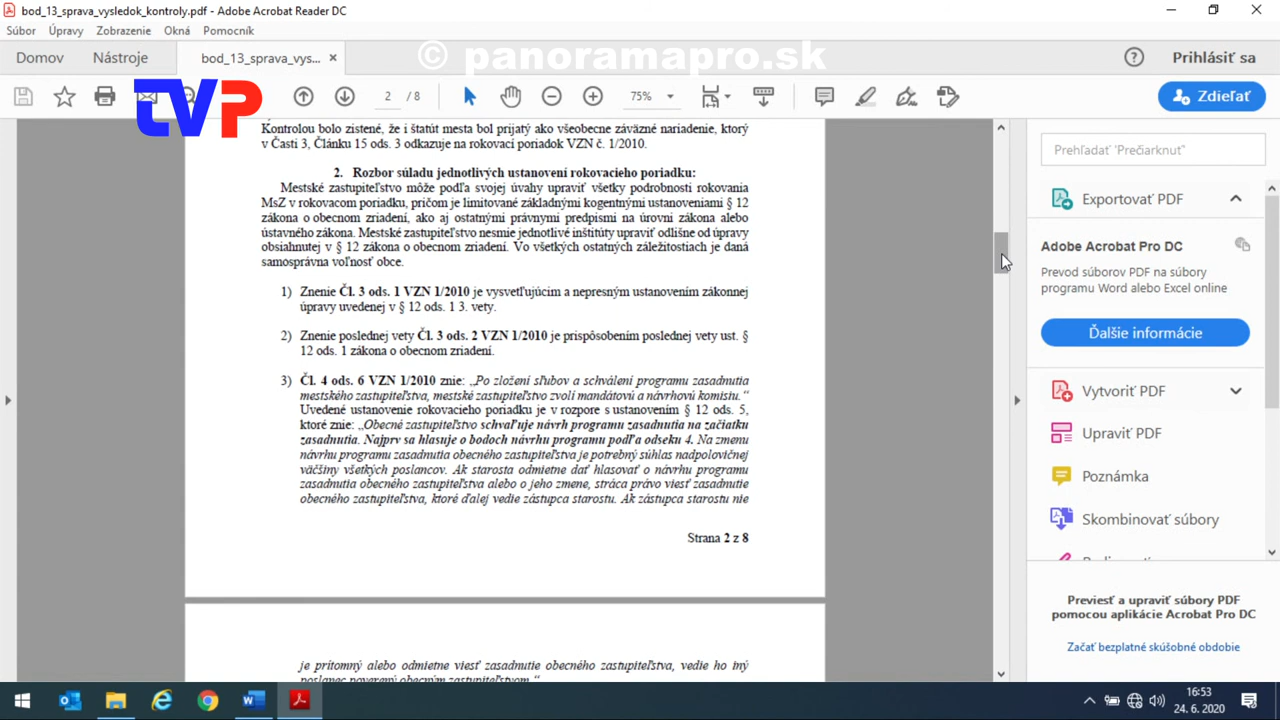 bod_13_sprava_vysledok_kontroly.pdf - Adobe Acrobat Reader DC
Súbor Úpravy Zobrazenie Okná Pomocník
© panoramapro.sk
Domov Nástroje bod_13_sprava_vys... Prihlásiť sa
TVP
2 / 8 75% Zdieľať
Kontrolou bolo zistené, že i štatút mesta bol prijatý ako všeobecne záväzné nariadenie, ktorý
v Časti 3, Článku 15 ods. 3 odkazuje na rokovací poriadok VZN č. 1/2010.
2. Rozbor súladu jednotlivých ustanovení rokovacieho poriadku:
Mestské zastupiteľstvo môže podľa svojej úvahy upraviť všetky podrobnosti rokovania
MsZ v rokovacom poriadku, pričom je limitované základnými kogentnými ustanoveniami § 12
zákona o obecnom zriadení, ako aj ostatnými právnymi predpismi na úrovni zákona alebo
ústavného zákona. Mestské zastupiteľstvo nesmie jednotlivé inštitúty upraviť odlišne od úpravy
obsiahnutej v § 12 zákona o obecnom zriadení. Vo všetkých ostatných záležitostiach je daná
samosprávna voľnosť obce.
1) Znenie Čl. 3 ods. 1 VZN 1/2010 je vysvetľujúcim a nepresným ustanovením zákonnej
úpravy uvedenej v § 12 ods. 1 3. vety.
2) Znenie poslednej vety Čl. 3 ods. 2 VZN 1/2010 je prispôsobením poslednej vety ust. §
12 ods. 1 zákona o obecnom zriadení.
3) Čl. 4 ods. 6 VZN 1/2010 znie: „Po zložení sľubov a schválení programu zasadnutia
mestského zastupiteľstva, mestské zastupiteľstvo zvolí mandátovú a návrhovú komisiu.“
Uvedené ustanovenie rokovacieho poriadku je v rozpore s ustanovením § 12 ods. 5,
ktoré znie: „Obecné zastupiteľstvo schvaľuje návrh programu zasadnutia na začiatku
zasadnutia. Najprv sa hlasuje o bodoch návrhu programu podľa odseku 4. Na zmenu
návrhu programu zasadnutia obecného zastupiteľstva je potrebný súhlas nadpolovičnej
väčšiny všetkých poslancov. Ak starosta odmietne dať hlasovať o návrhu programu
zasadnutia obecného zastupiteľstva alebo o jeho zmene, stráca právo viesť zasadnutie
obecného zastupiteľstva, ktoré ďalej vedie zástupca starostu. Ak zástupca starostu nie
Strana 2 z 8
je prítomný alebo odmietne viesť zasadnutie obecného zastupiteľstva, vedie ho iný
poslanec poverený obecným zastupiteľstvom.“
Prehľadať 'Prečiarknuť'
Exportovať PDF
Adobe Acrobat Pro DC
Prevod súborov PDF na súbory
programu Word alebo Excel online
Ďalšie informácie
Vytvoriť PDF
Upraviť PDF
Poznámka
Skombinovať súbory
Previesť a upraviť súbory PDF
pomocou aplikácie Acrobat Pro DC
Začať bezplatné skúšobné obdobie
16:53
24. 6. 2020